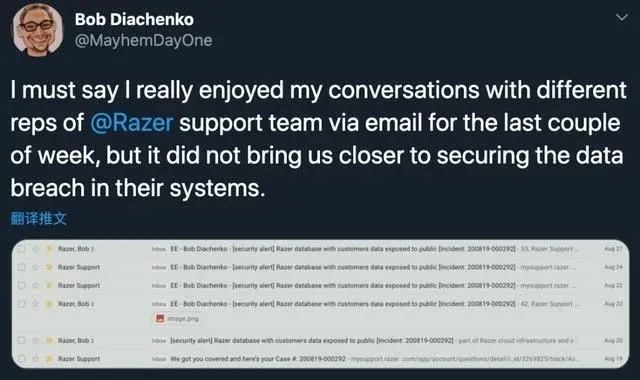 Bob Diachenko
@MayhemDayOne
I must say I really enjoyed my conversations with different
reps of @Razer support team via email for the last couple
of week, but it did not bring us closer to securing the data
breach in their systems.
翻译推文
Razer, Bob 2 Inbox EE - Bob Diachenko - [security alert] Razer database with customers data exposed to public [Incident: 200819-000292] - 53, Razer Support ... Aug 27
Razer Support Inbox EE - Bob Diachenko - [security alert] Razer database with customers data exposed to public [Incident: 200819-000292] - mysupport.razer ... Aug 24
Razer Support Inbox EE - Bob Diachenko - [security alert] Razer database with customers data exposed to public [Incident: 200819-000292] Aug 22
Razer, Bob 2 Inbox EE - Bob Diachenko - [security alert] Razer database with customers data exposed to public [Incident: 200819-000292] - 42, Razer Support ... Aug 22
image.png
Razer, Bob 2 Inbox [security alert] Razer database with customers data exposed to public [Incident: 200819-000292] - part of Razer cloud infrastructure and c... Aug 20
Razer Support Inbox We got you covered and here's your Case #: 200819-000292 - mysupport.razer.com/app/account/questions/detail/i_id/3269825/track/Av... Aug 19